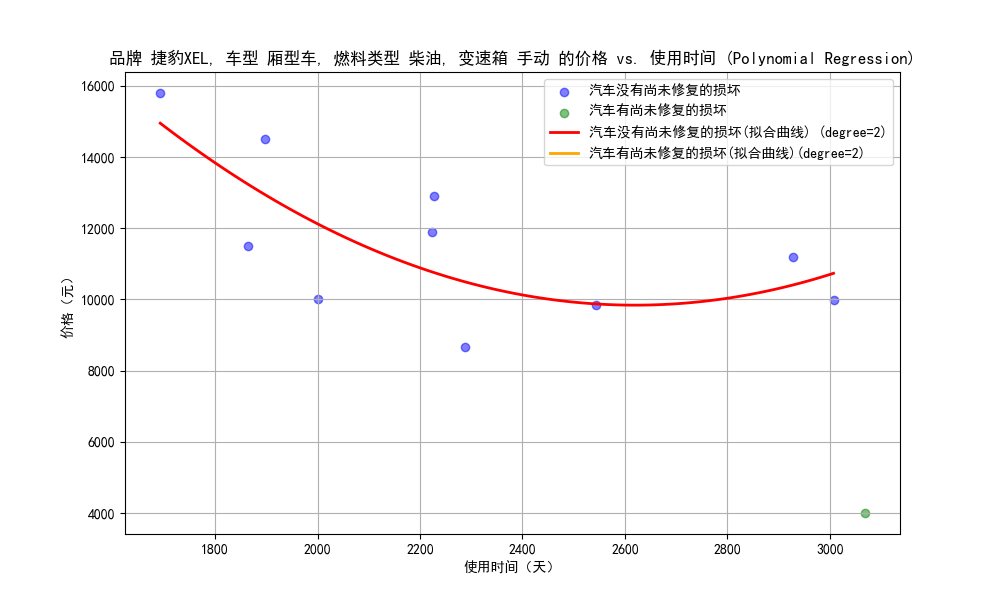 品牌 捷豹XEL, 车型 厢型车, 燃料类型 柴油, 变速箱 手动 的价格 vs. 使用时间 (Polynomial Regression)
汽车没有尚未修复的损坏
汽车有尚未修复的损坏
汽车没有尚未修复的损坏(拟合曲线) (degree=2)
汽车有尚未修复的损坏(拟合曲线)(degree=2)
价格（元）
16000
14000
12000
10000
8000
6000
4000
1800 2000 2200 2400 2600 2800 3000
使用时间（天）